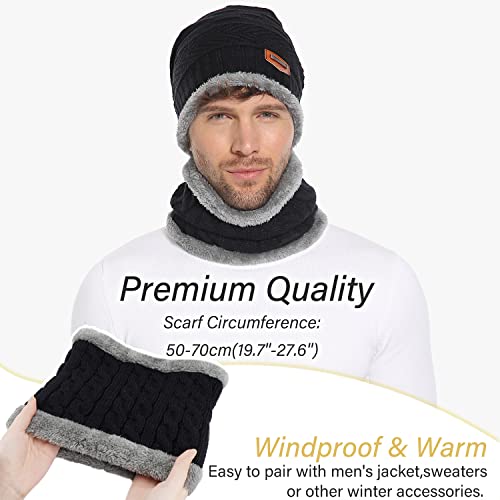 Premium Quality
Scarf Circumference:
50-70cm(19.7"-27.6")
Windproof & Warm
Easy to pair with men's jacket,sweaters
or other winter accessories.